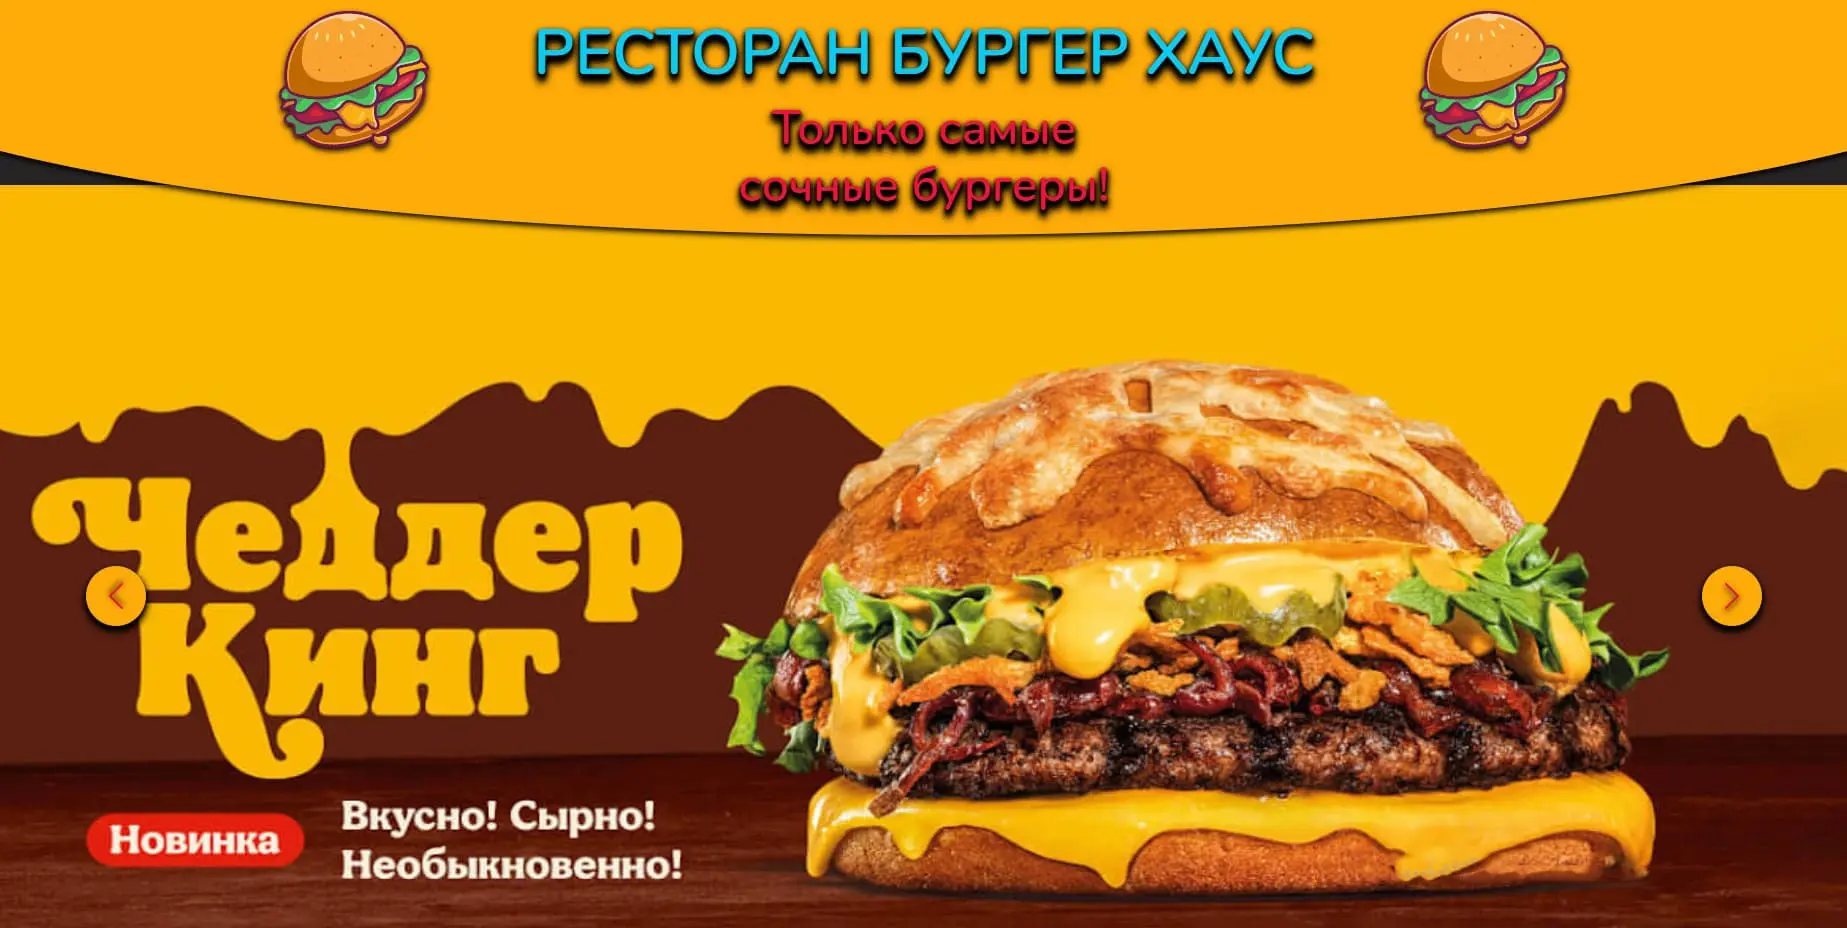 РЕСТОРАН БУРГЕР ХАУС
Только самые
сочные бургеры!
Чеддер
Кинг
Новинка
Вкусно! Сырно!
Необыкновенно!